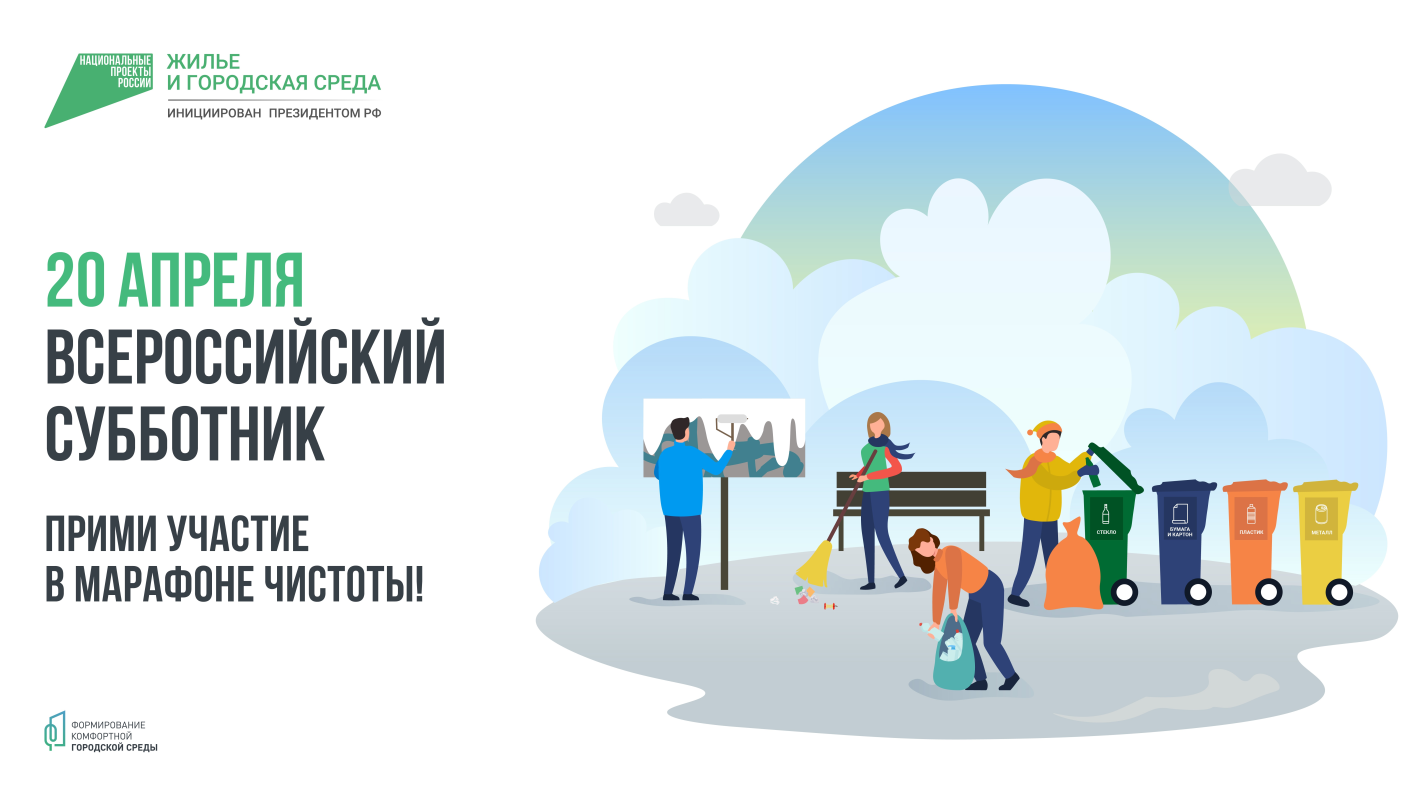 НАЦИОНАЛЬНЫЕ
ПРОЕКТЫ
РОССИИ
ЖИЛЬЕ
И ГОРОДСКАЯ СРЕДА
ИНИЦИИРОВАН ПРЕЗИДЕНТОМ РФ
20 АПРЕЛЯ
ВСЕРОССИЙСКИЙ
СУББОТНИК
ПРИМИ УЧАСТИЕ
В МАРАФОНЕ ЧИСТОТЫ!
СТЕКЛО
БУМАГА
И КАРТОН
ПЛАСТИК
МЕТАЛЛ
ФОРМИРОВАНИЕ
КОМФОРТНОЙ
ГОРОДСКОЙ СРЕДЫ